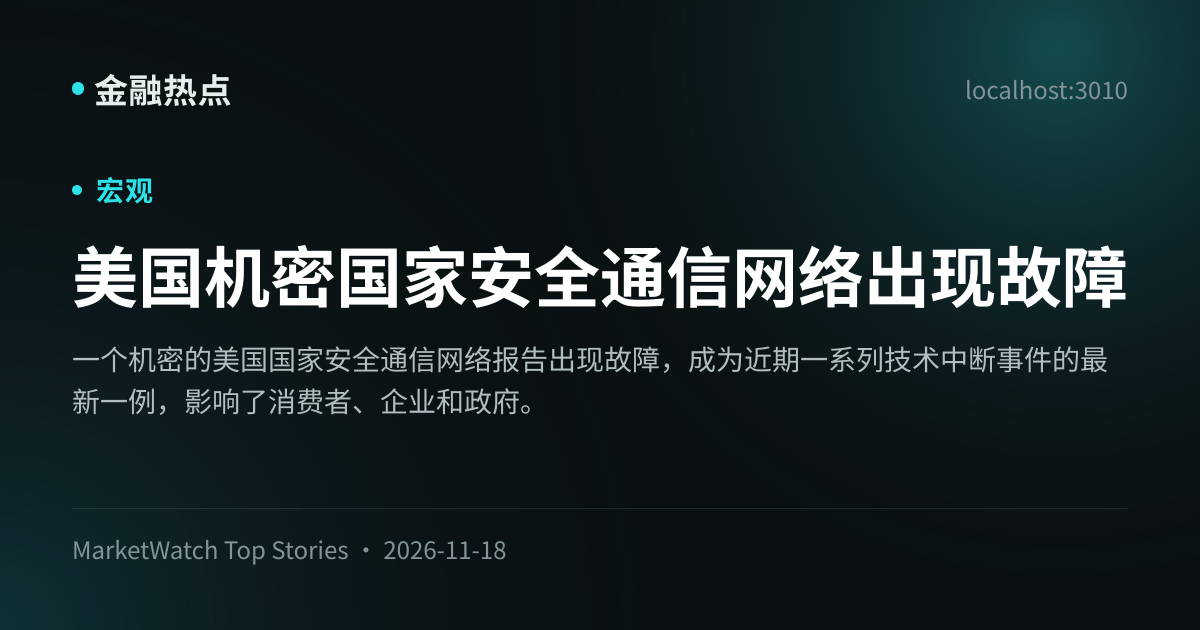 金融热点
localhost:3010
宏观
美国机密国家安全通信网络出现故障
一个机密的美国国家安全通信网络报告出现故障，成为近期一系列技术中断事件的最
新一例，影响了消费者、企业和政府。
MarketWatch Top Stories • 2026-11-18